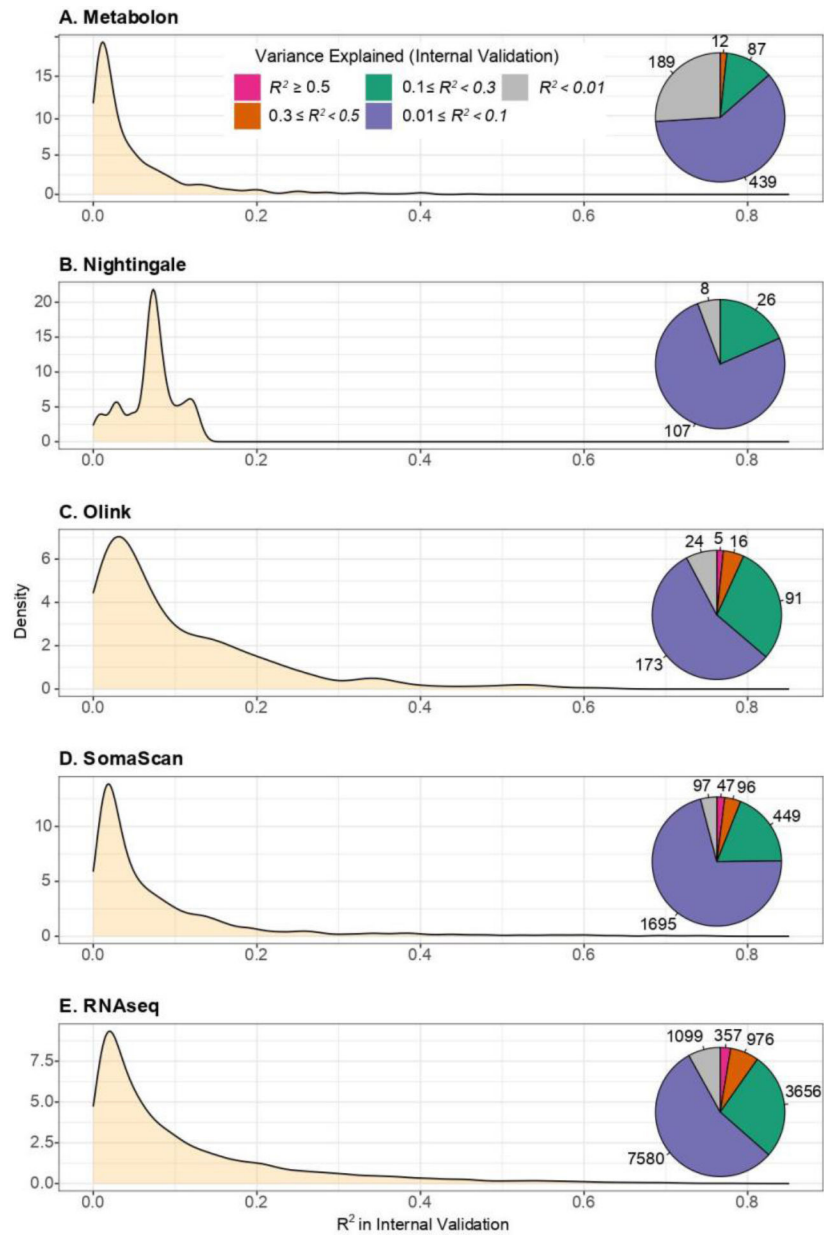 A. Metabolon
Variance Explained (Internal Validation)
R² ≥ 0.5
0.1≤ R² < 0.3
R² < 0.01
0.3 ≤ R² < 0.5
0.01 ≤ R² < 0.1
15
10
5
0
0.0 0.2 0.4 0.6 0.8
12
87
189
439
B. Nightingale
20
15
10
5
0
0.0 0.2 0.4 0.6 0.8
8
26
107
C. Olink
6
4
2
0
0.0 0.2 0.4 0.6 0.8
24 5 16
91
173
Density
D. SomaScan
10
5
0
0.0 0.2 0.4 0.6 0.8
97 47 96
449
1695
E. RNAseq
7.5
5.0
2.5
0.0
0.0 0.2 0.4 0.6 0.8
1099 357 976
3656
7580
R² in Internal Validation